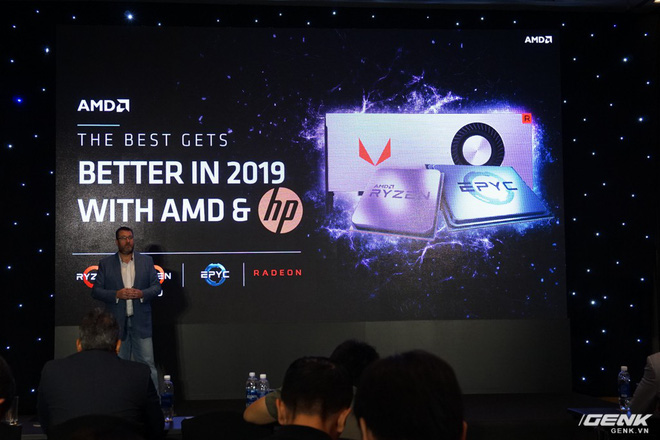 AMD
AMD
THE BEST GETS
BETTER IN 2019
WITH AMD & hp
RYZEN
EPYC
RADEON
R
AMD
RYZEN
EPYC
GENK
GENK.VN